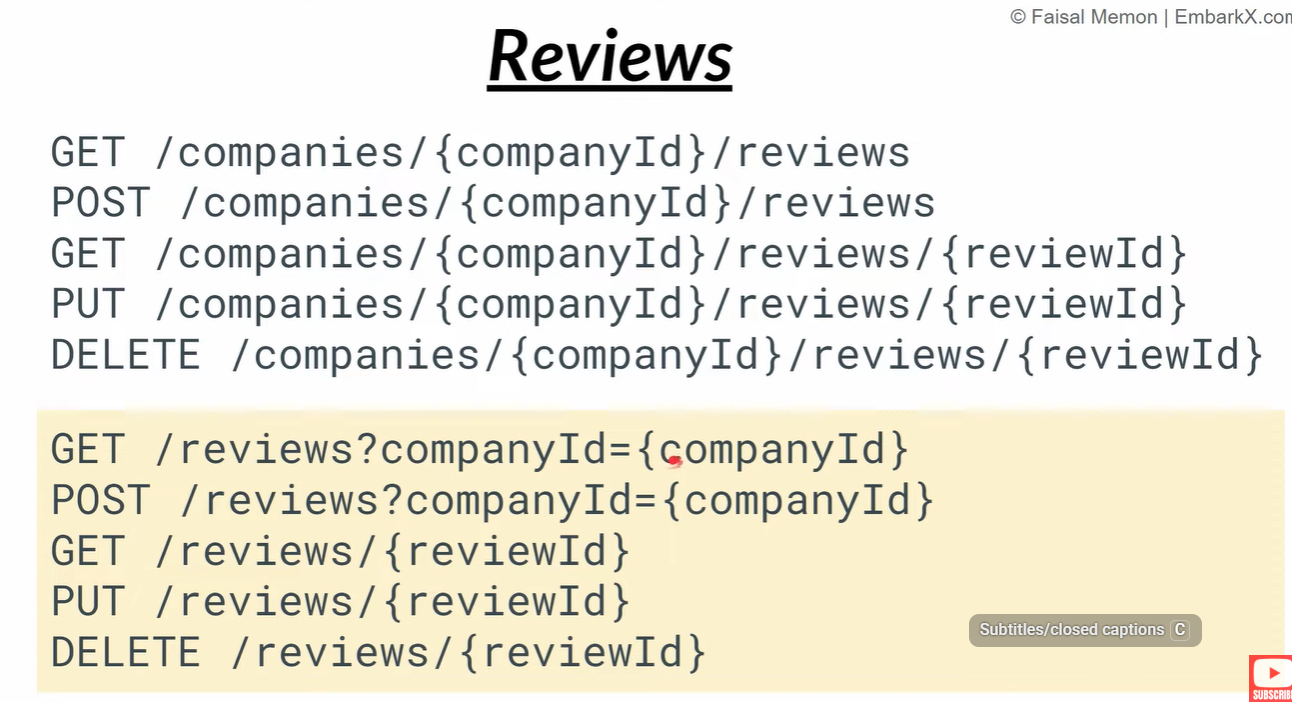 © Faisal Memon | EmbarkX.com
Reviews
GET /companies/{companyId}/reviews
POST /companies/{companyId}/reviews
GET /companies/{companyId}/reviews/{reviewId}
PUT /companies/{companyId}/reviews/{reviewId}
DELETE /companies/{companyId}/reviews/{reviewId}
GET /reviews?companyId={companyId}
POST /reviews?companyId={companyId}
GET /reviews/{reviewId}
PUT /reviews/{reviewId}
DELETE /reviews/{reviewId}
Subtitles/closed captions C
SUBSCRIBE